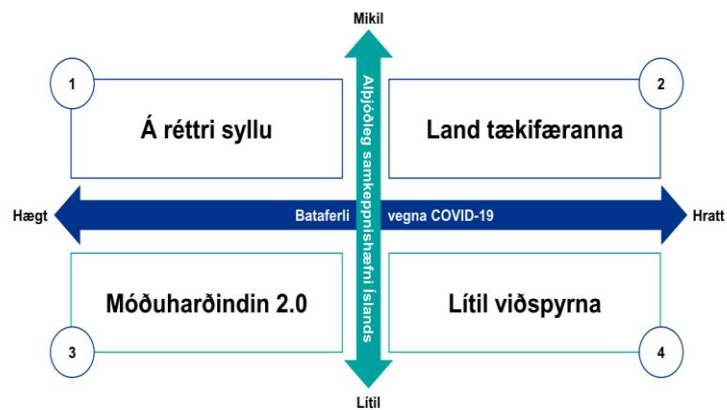 Mikil
1
2
Á réttri syllu
Land tækifæranna
Alþjóðleg samkeppnishæfni Íslands
Hægt
Bataferli vegna COVID-19
Hratt
Móðuharðindin 2.0
Lítil viðspyrna
3
4
Lítil